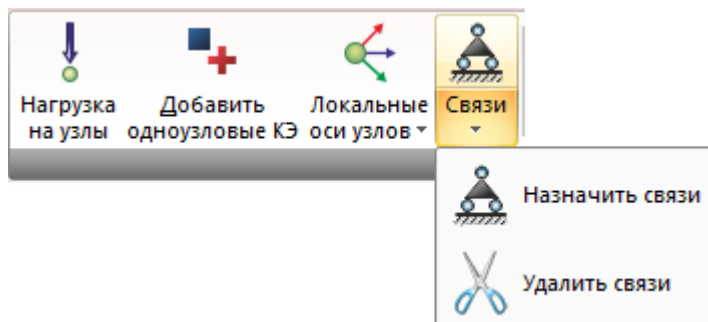 Нагрузка на узлы
Добавить одноузловые КЭ
Локальные оси узлов
Связи
Назначить связи
Удалить связи